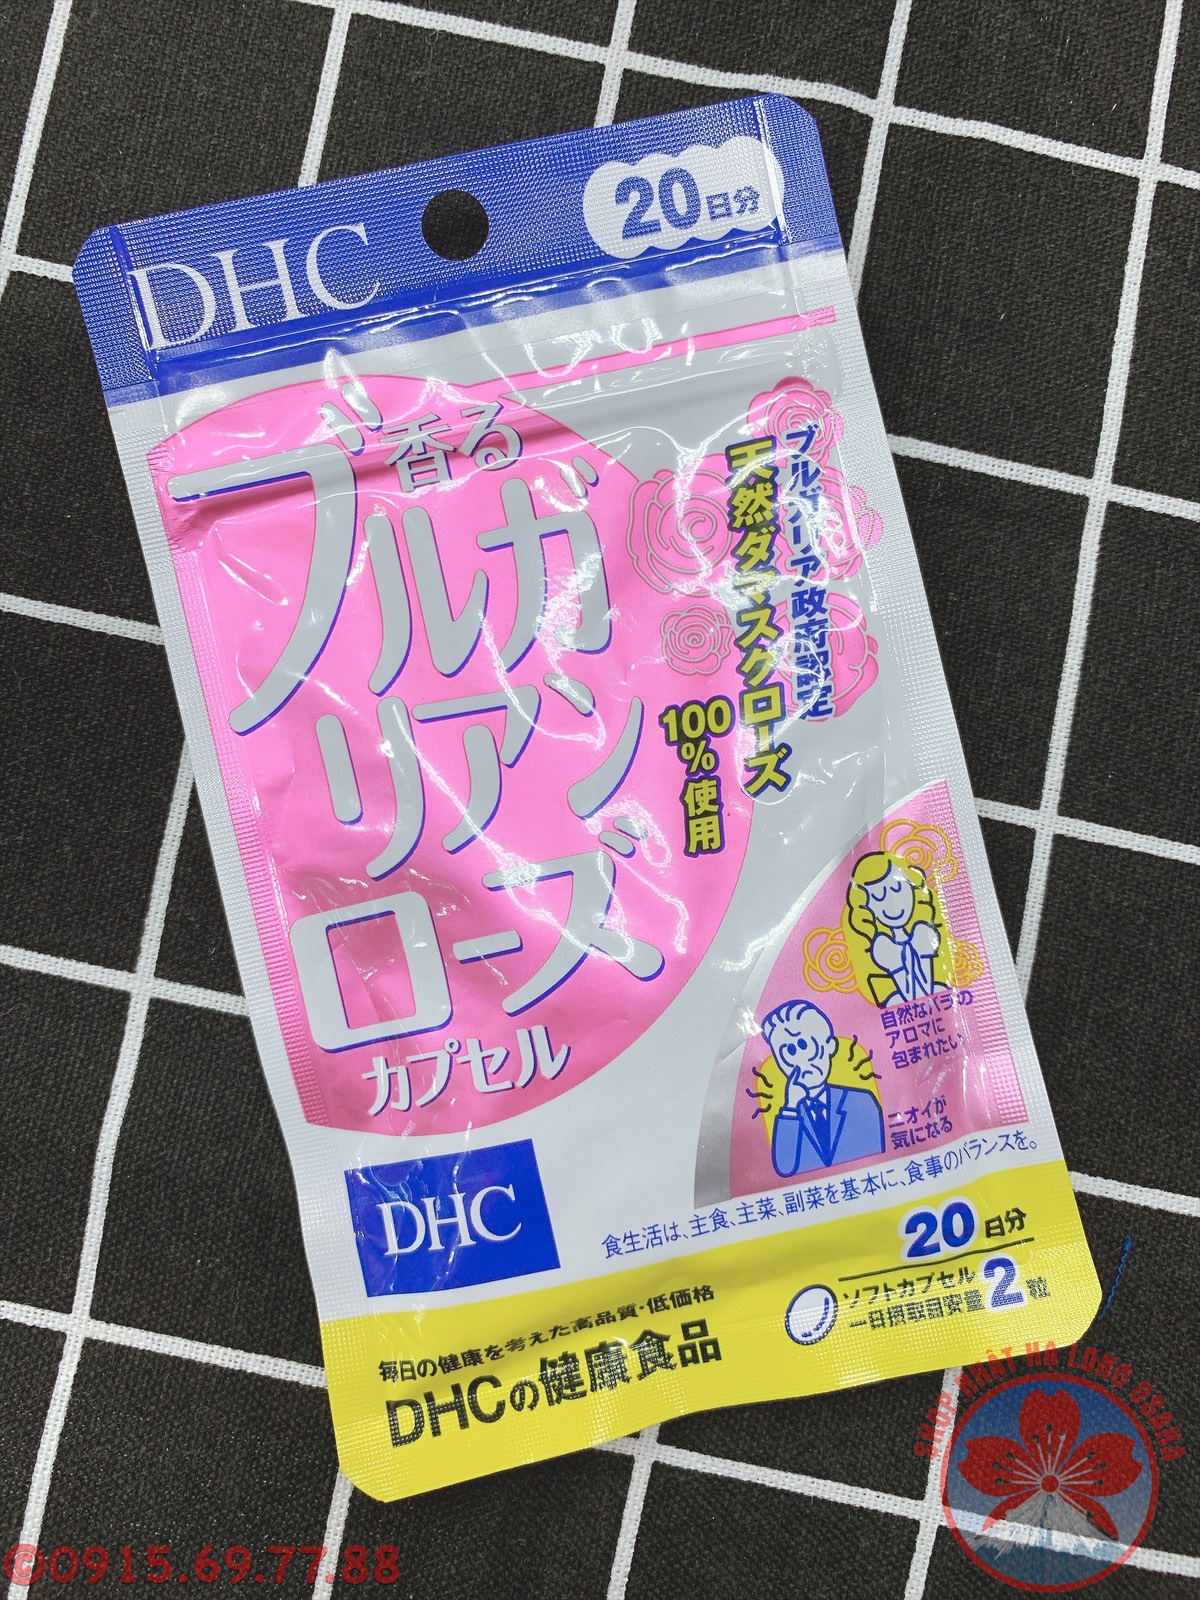 DHC
20日分
香る
ブルガリアンローズ
カプセル
ブルガリア政府認定
天然ダマスクローズ
100%使用
自然なバラの
アロマに
包まれたい
ニオイが
気になる
食生活は、主食、主菜、副菜を基本に、食事のバランスを。
DHC
20日分
ソフトカプセル
一日摂取目安量2粒
毎日の健康を考えた高品質・低価格
DHCの健康食品
SHOP NHẬT HẠ LONG OSAKA
©0915.69.77.88